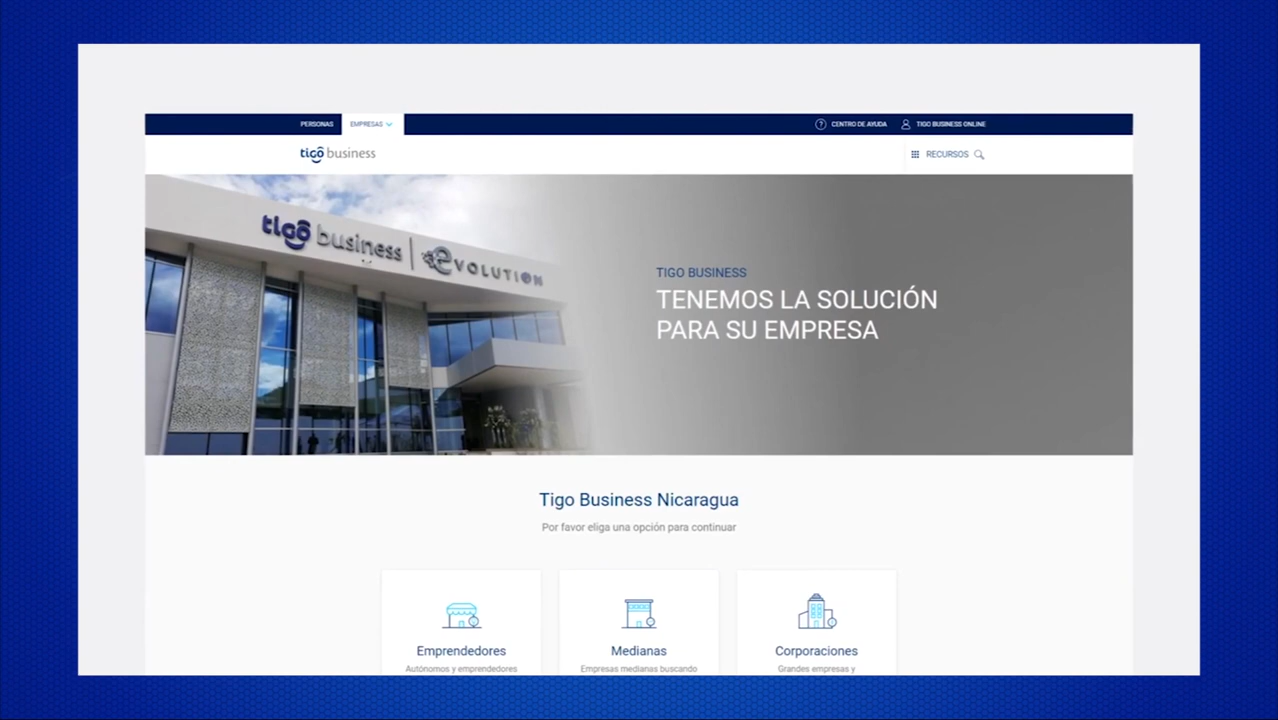 PERSONAS
EMPRESAS
CENTRO DE AYUDA
TIGO BUSINESS ONLINE
tigo business
RECURSOS
tigo business | evolution
TIGO BUSINESS
TENEMOS LA SOLUCIÓN
PARA SU EMPRESA
Tigo Business Nicaragua
Por favor eliga una opción para continuar
Emprendedores
Autónomos y emprendedores
Medianas
Empresas medianas buscando
Corporaciones
Grandes empresas y